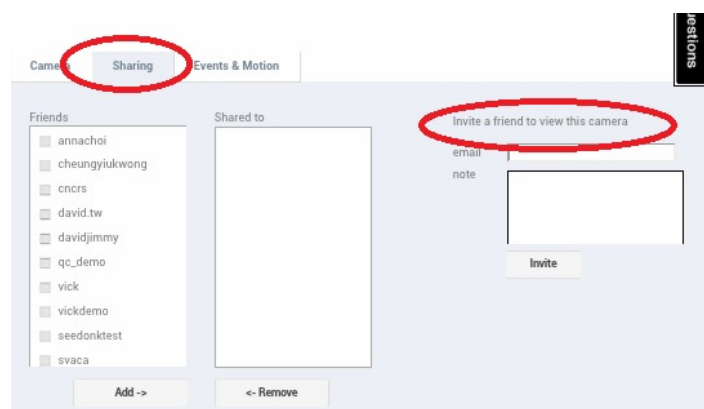 Sharing
Events & Motion
uestions
Friends
annachoi
cheungyiukwong
cncrs
david.tw
davidjimmy
qc_demo
vick
vickdemo
seedonktest
svaca
Add ->
Shared to
<- Remove
Invite a friend to view this camera
email
note
Invite